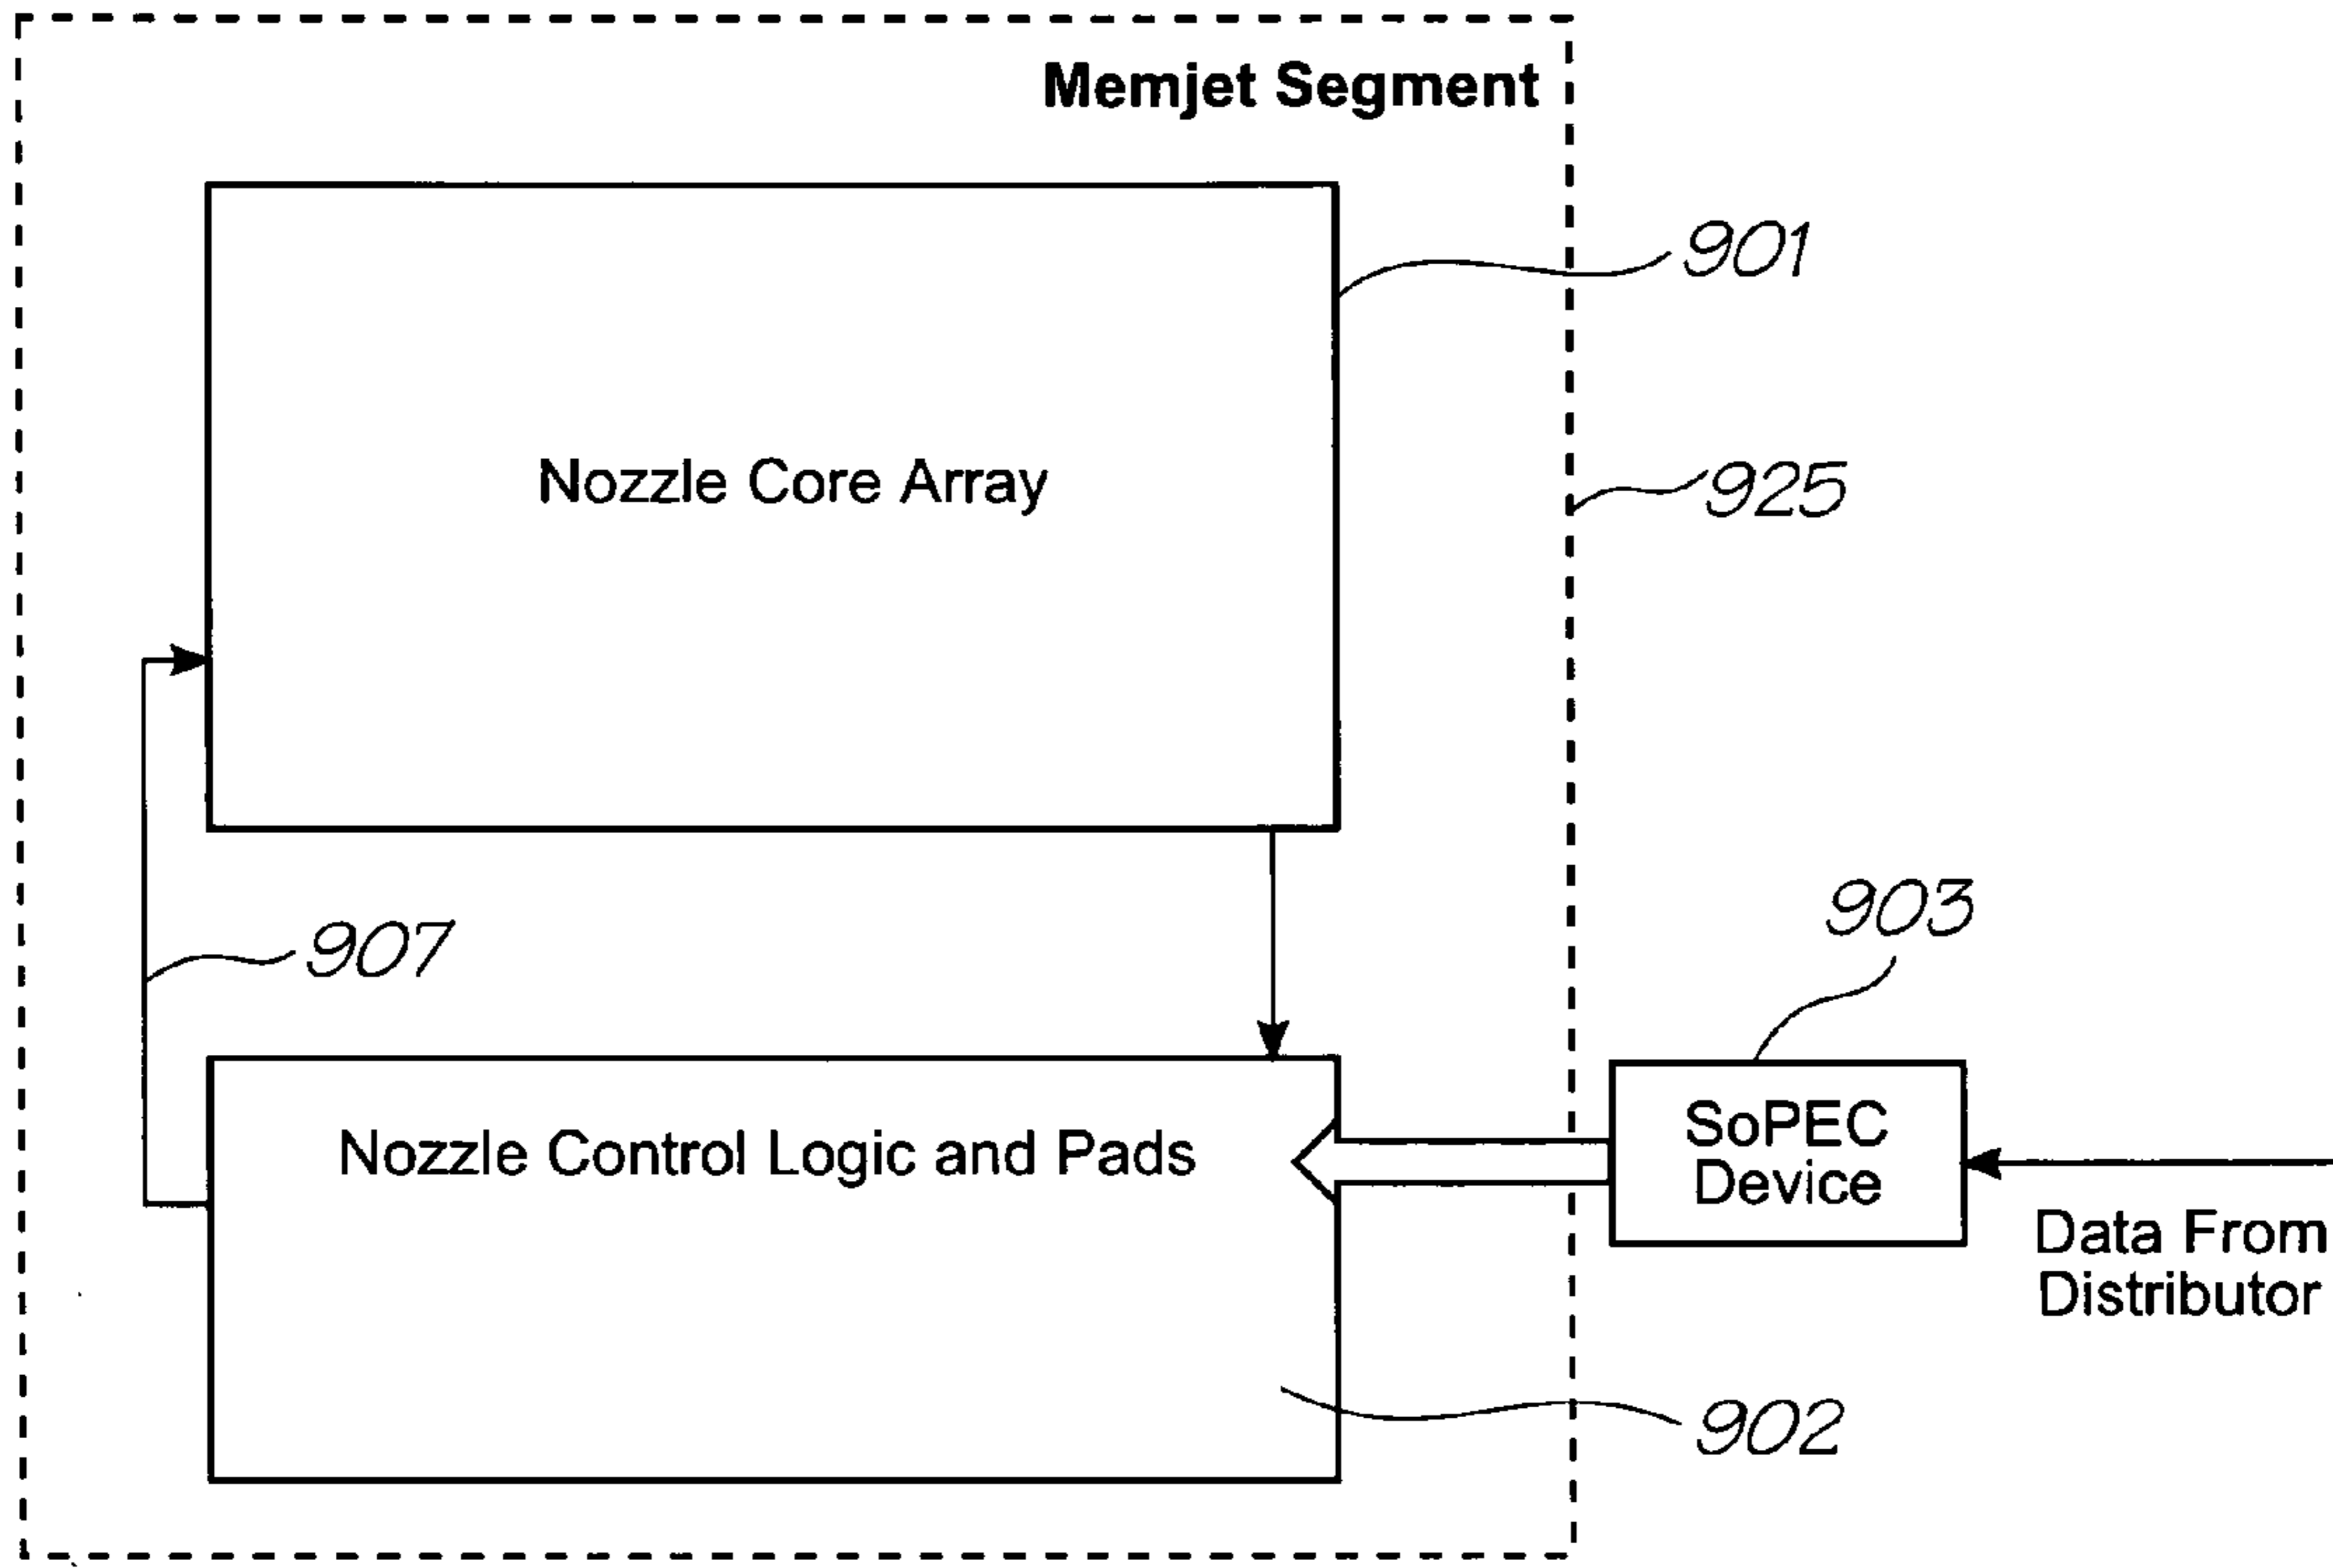 Memjet Segment
901
Nozzle Core Array
925
903
907
SoPEC
Device
Nozzle Control Logic and Pads
Data From
Distributor
902